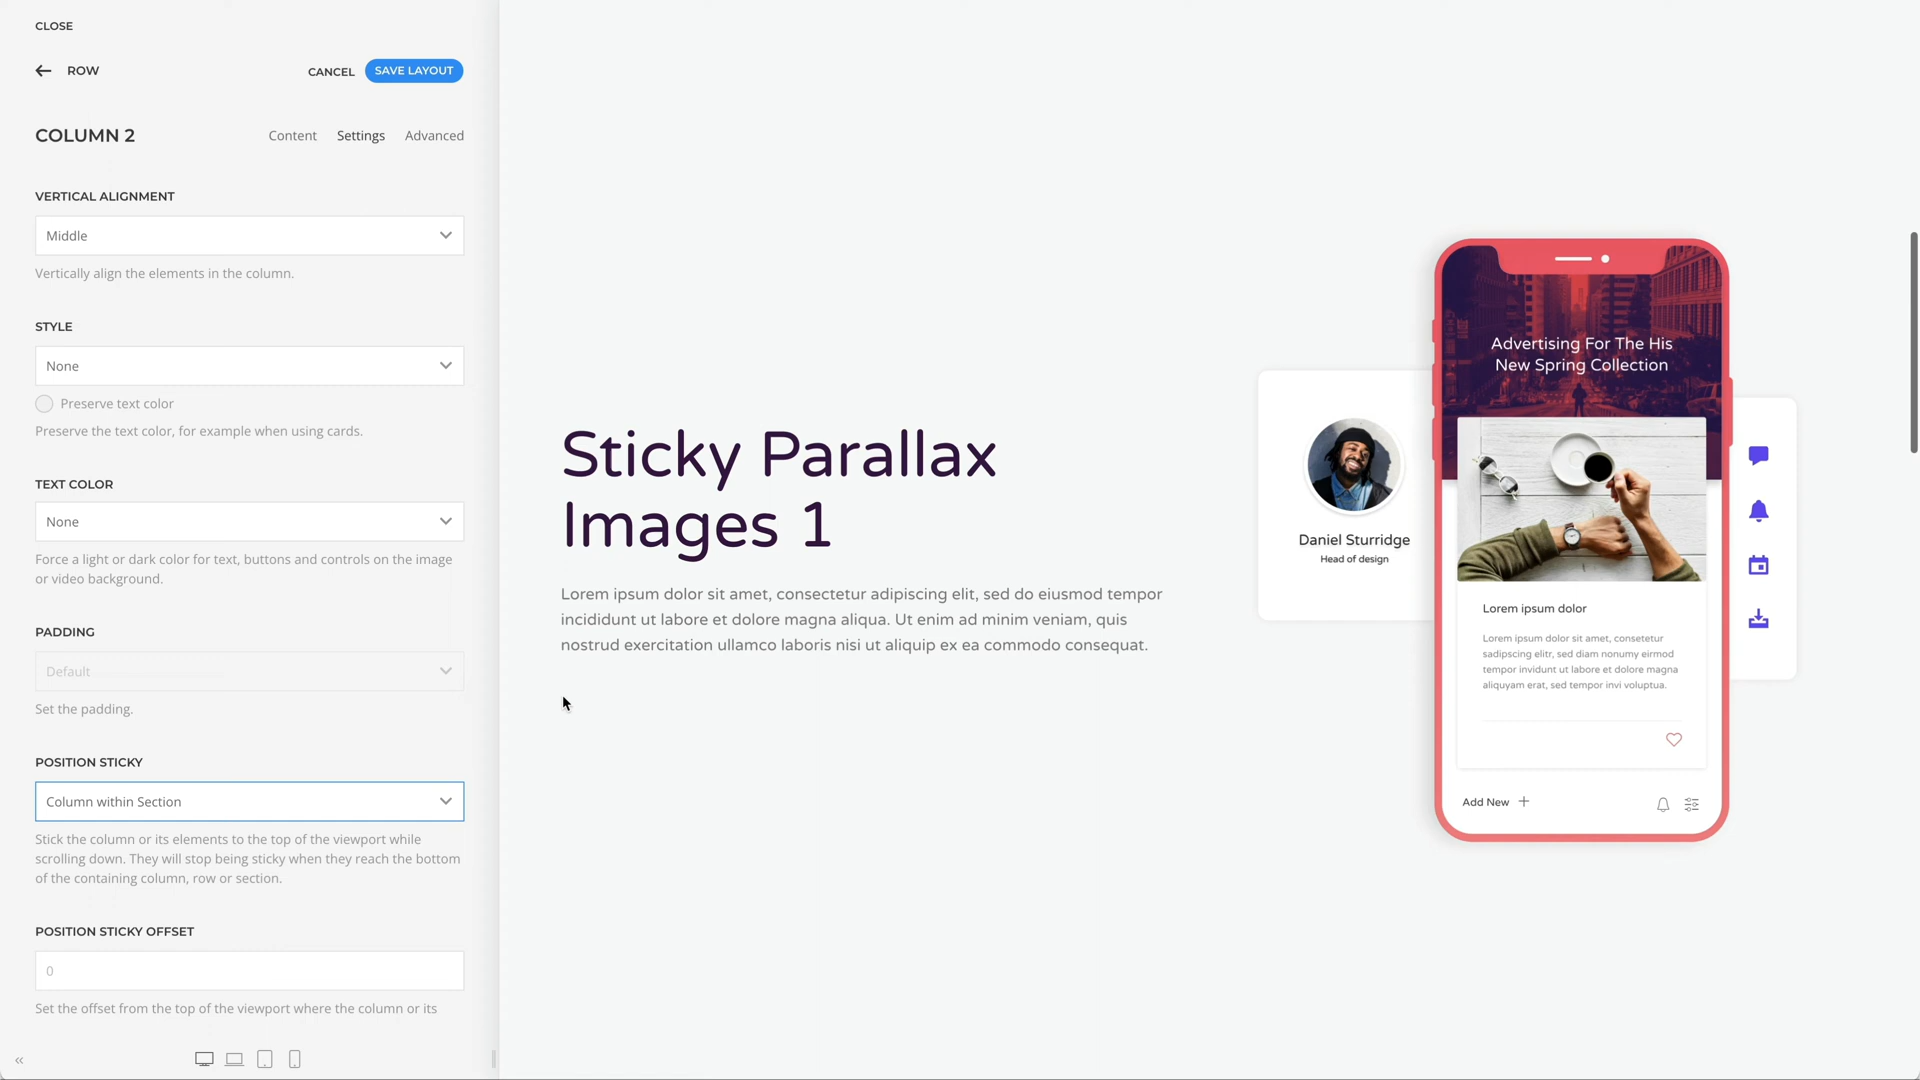 CLOSE
ROW
CANCEL
SAVE LAYOUT
COLUMN 2
Content
Settings
Advanced
VERTICAL ALIGNMENT
Middle
Vertically align the elements in the column.
STYLE
None
Preserve text color
Preserve the text color, for example when using cards.
TEXT COLOR
None
Force a light or dark color for text, buttons and controls on the image
or video background.
PADDING
Default
Set the padding.
POSITION STICKY
Column within Section
Stick the column or its elements to the top of the viewport while
scrolling down. They will stop being sticky when they reach the bottom
of the containing column, row or section.
POSITION STICKY OFFSET
0
Set the offset from the top of the viewport where the column or its
Sticky Parallax
Images 1
Lorem ipsum dolor sit amet, consectetur adipiscing elit, sed do eiusmod tempor
incididunt ut labore et dolore magna aliqua. Ut enim ad minim veniam, quis
nostrud exercitation ullamco laboris nisi ut aliquip ex ea commodo consequat.
Daniel Sturridge
Head of design
Advertising For The His
New Spring Collection
Lorem ipsum dolor
Lorem ipsum dolor sit amet, consetetur
sadipscing elitr, sed diam nonumy eirmod
tempor invidunt ut labore et dolore magna
aliquyam erat, sed tempor invi voluptua.
Add New